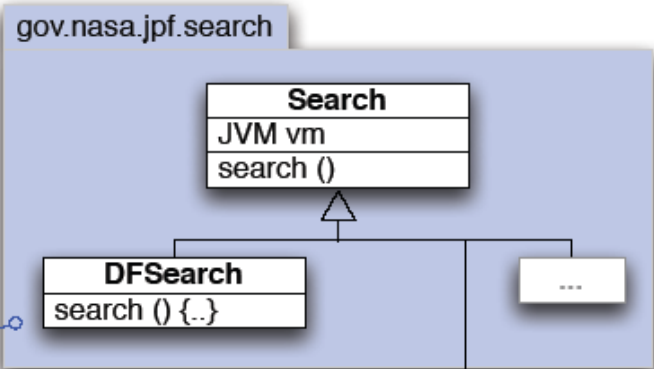 gov.nasa.jpf.search
Search
JVM vm
search ()
DFSearch
search () {..}
...